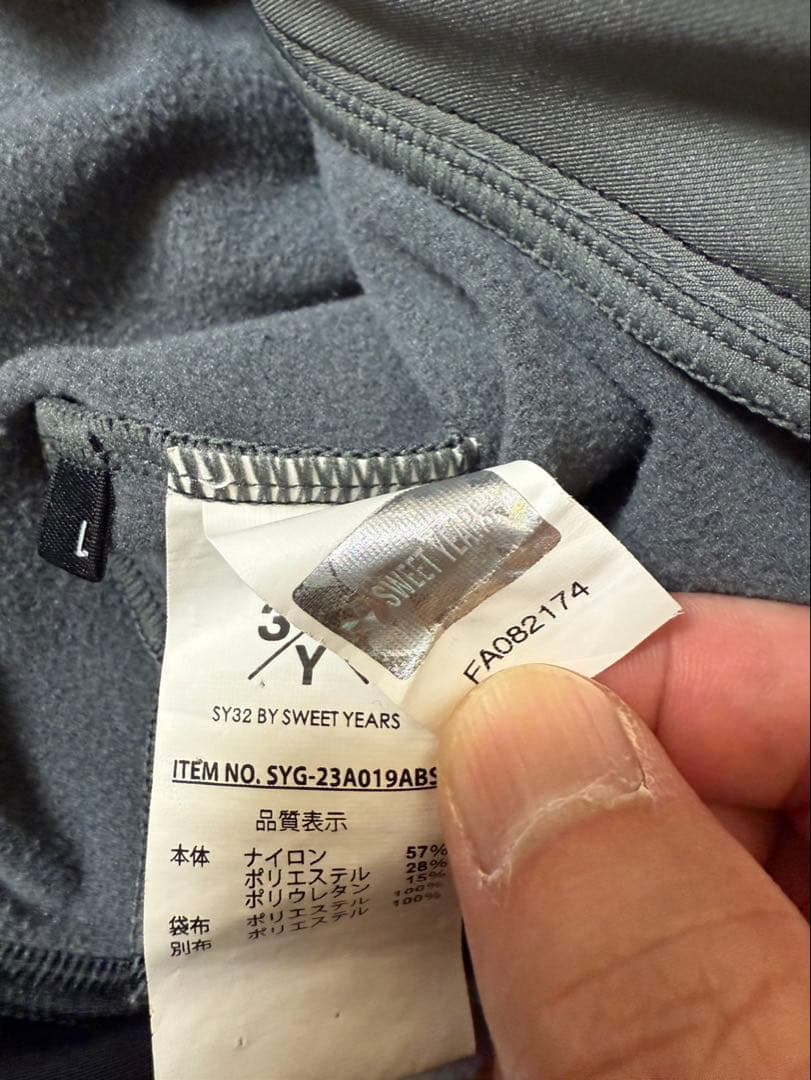 1
SWEET YEARS
FA082174
3
Y
SY32 BY SWEET YEARS
ITEM NO. SYG-23A019ABS
品質表示
本体 ナイロン 57%
ポリエステル 28%
ポリウレタン 15%
袋布 ポリエステル 100%
別布 ポリエステル 100%